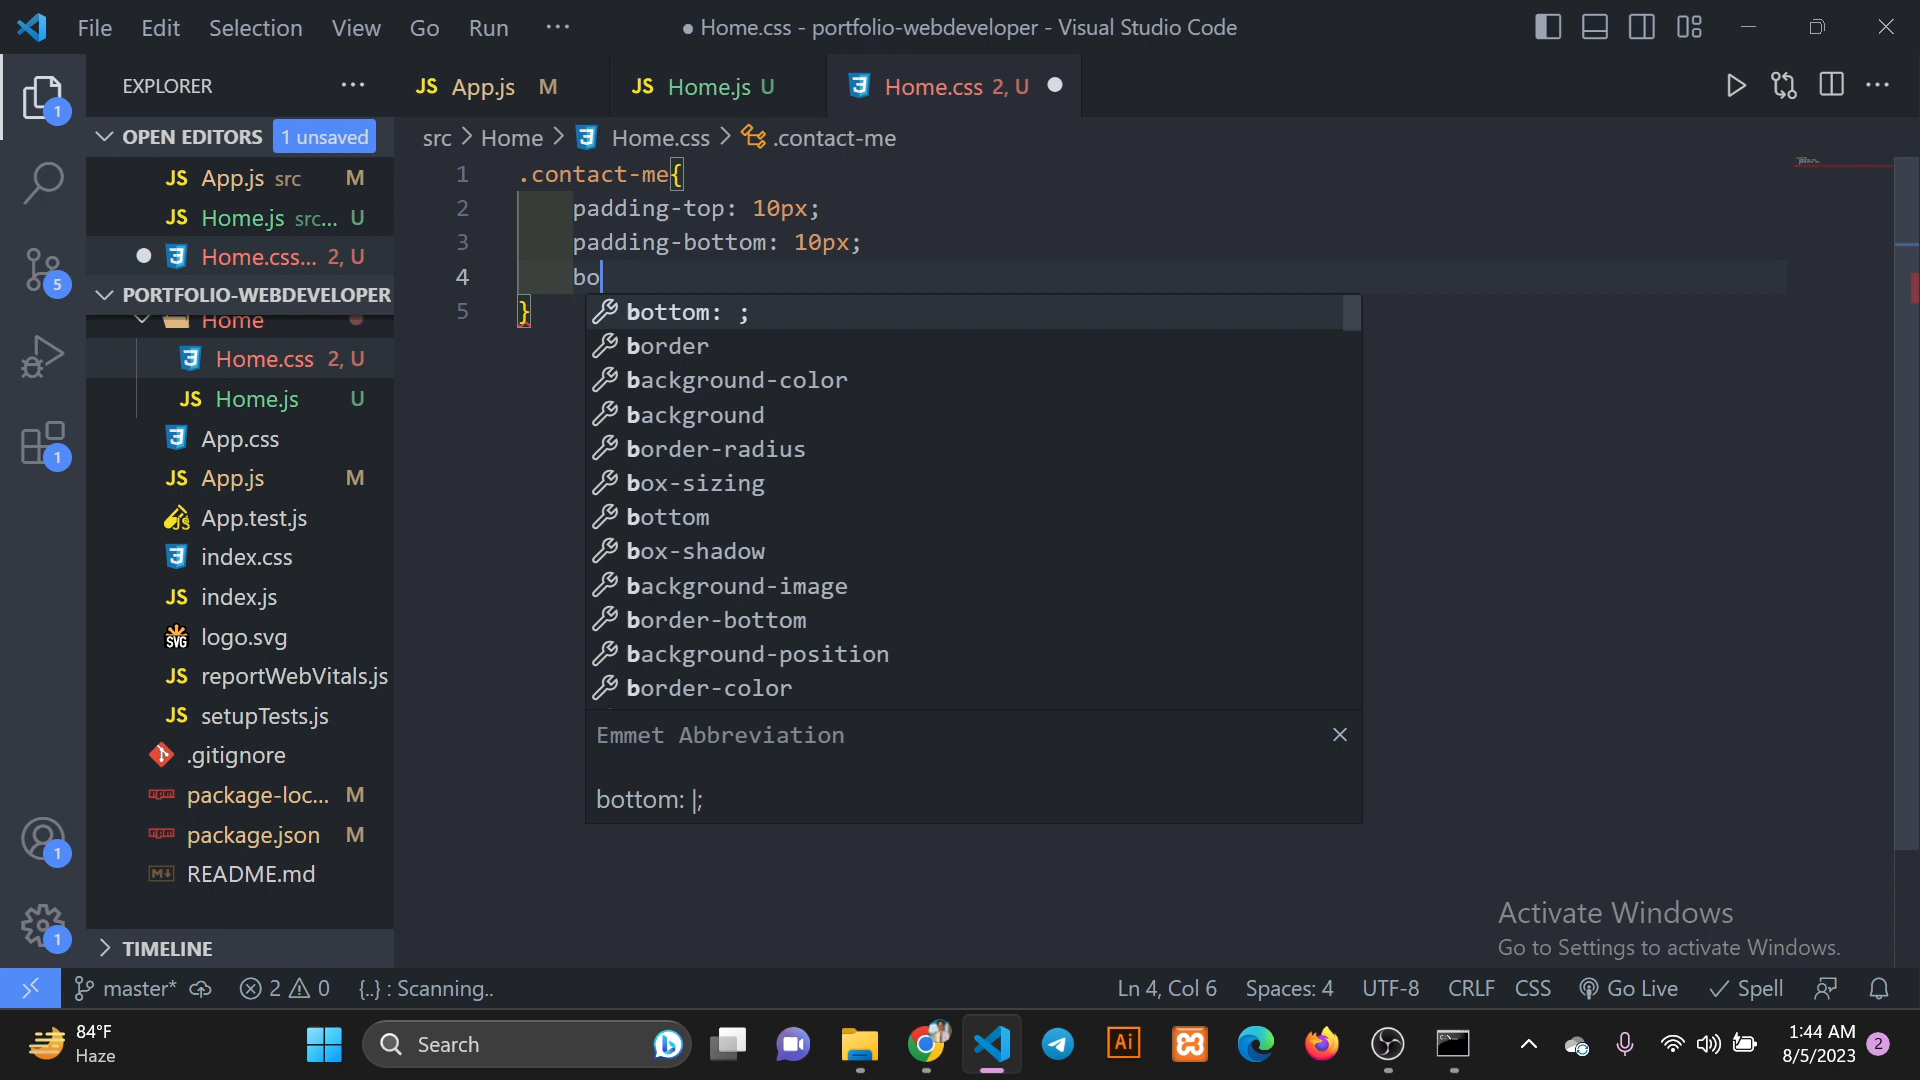 File Edit Selection View Go Run ···
● Home.css - portfolio-webdeveloper - Visual Studio Code
EXPLORER ···
JS App.js M
JS Home.js U
Home.css 2, U
OPEN EDITORS 1 unsaved
JS App.js src M
JS Home.js src... U
Home.css... 2, U
PORTFOLIO-WEBDEVELOPER
Home
Home.css 2, U
JS Home.js U
App.css
JS App.js M
App.test.js
index.css
JS index.js
SVG logo.svg
JS reportWebVitals.js
JS setupTests.js
.gitignore
package-loc... M
package.json M
README.md
TIMELINE
1
5
1
1
1
src > Home > Home.css > .contact-me
1 .contact-me{
2 padding-top: 10px;
3 padding-bottom: 10px;
4 bo
5 }
bottom: ;
border
background-color
background
border-radius
box-sizing
bottom
box-shadow
background-image
border-bottom
background-position
border-color
Emmet Abbreviation
bottom: |;
Activate Windows
Go to Settings to activate Windows.
master* 2 0 {..} : Scanning..
Ln 4, Col 6 Spaces: 4 UTF-8 CRLF CSS Go Live Spell
84°F
Haze
Search
Ai
1:44 AM
8/5/2023
2